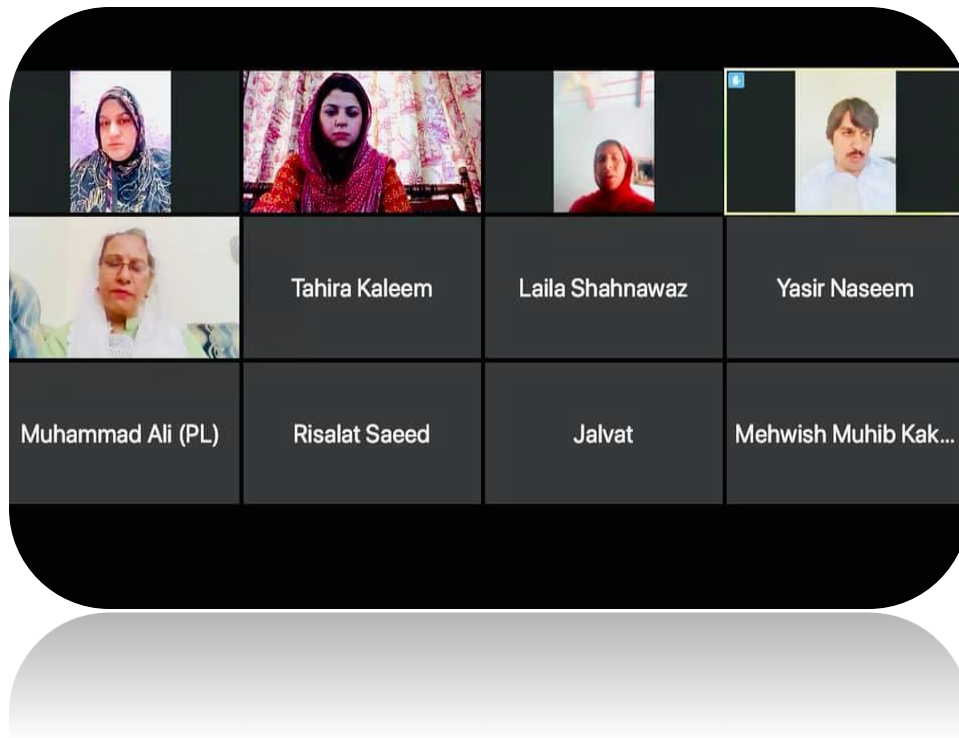 Tahira Kaleem
Laila Shahnawaz
Yasir Naseem
Muhammad Ali (PL)
Risalat Saeed
Jalvat
Mehwish Muhib Kak...